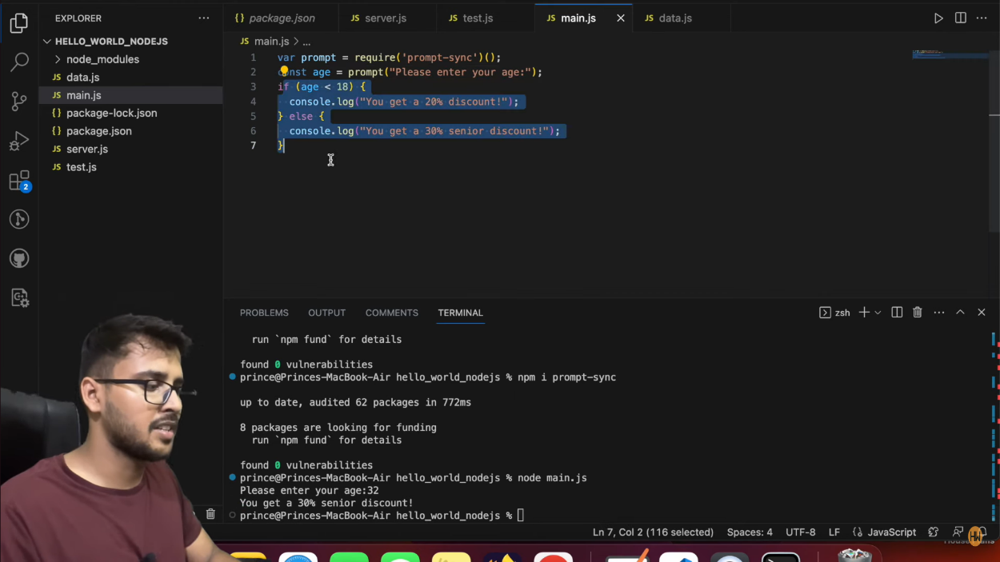 EXPLORER
HELLO_WORLD_NODEJS
node_modules
data.js
main.js
package-lock.json
package.json
server.js
test.js
2
{ } package.json
JS server.js
JS test.js
JS main.js
JS data.js
JS main.js > ...
1 var prompt = require('prompt-sync')();
2 const age = prompt("Please enter your age:");
3 if (age < 18) {
4 console.log("You get a 20% discount!");
5 } else {
6 console.log("You get a 30% senior discount!");
7 }
PROBLEMS OUTPUT COMMENTS TERMINAL
zsh
run `npm fund` for details
found 0 vulnerabilities
prince@Princes-MacBook-Air hello_world_nodejs % npm i prompt-sync
up to date, audited 62 packages in 772ms
8 packages are looking for funding
run `npm fund` for details
found 0 vulnerabilities
prince@Princes-MacBook-Air hello_world_nodejs % node main.js
Please enter your age:32
You get a 30% senior discount!
prince@Princes-MacBook-Air hello_world_nodejs %
Ln 7, Col 2 (116 selected) Spaces: 4 UTF-8 LF {} JavaScript